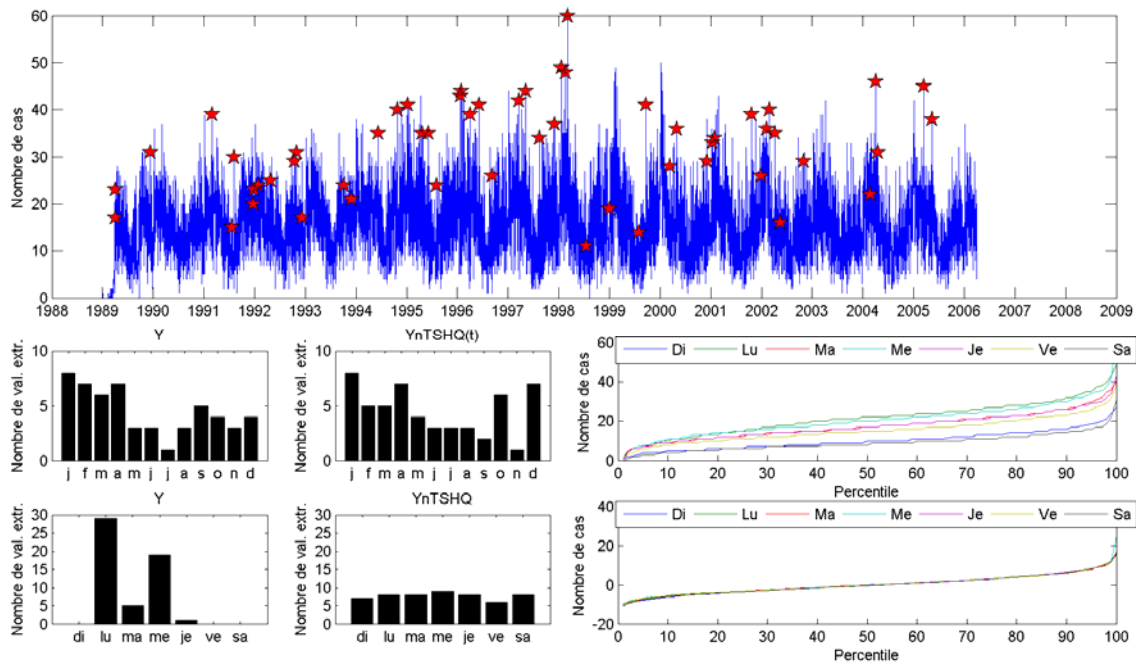 60
50
40
30
20
10
0
Nombre de cas
1988 1989 1990 1991 1992 1993 1994 1995 1996 1997 1998 1999 2000 2001 2002 2003 2004 2005 2006 2007 2008 2009
Y
10
5
0
Nombre de val. extr.
j f m a m j j a s o n d
YnTSHQ(t)
10
5
0
Nombre de val. extr.
j f m a m j j a s o n d
60
40
20
0
Nombre de cas
Di Lu Ma Me Je Ve Sa
10 20 30 40 50 60 70 80 90 100
Percentile
Y
30
25
20
15
10
5
0
Nombre de val. extr.
di lu ma me je ve sa
YnTSHQ
30
25
20
15
10
5
0
Nombre de val. extr.
di lu ma me je ve sa
40
20
0
-20
Nombre de cas
Di Lu Ma Me Je Ve Sa
0 10 20 30 40 50 60 70 80 90 100
Percentile